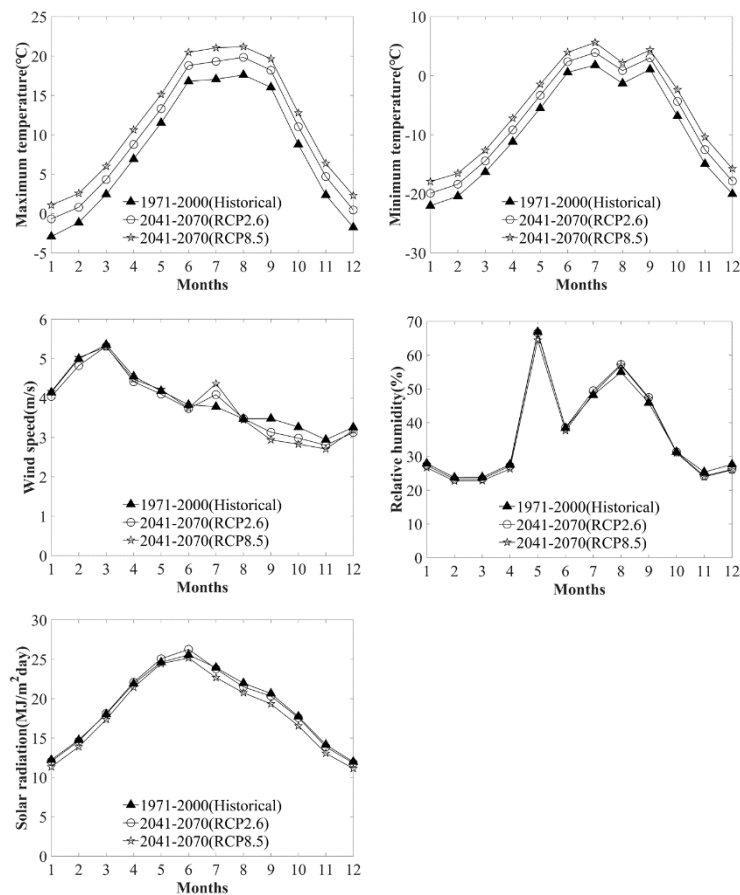 Maximum temperature(°C)
25
20
15
10
5
0
-5
1971-2000(Historical)
2041-2070(RCP2.6)
2041-2070(RCP8.5)
1 2 3 4 5 6 7 8 9 10 11 12
Months
Minimum temperature(°C)
10
0
-10
-20
-30
1971-2000(Historical)
2041-2070(RCP2.6)
2041-2070(RCP8.5)
1 2 3 4 5 6 7 8 9 10 11 12
Months
Wind speed(m/s)
6
5
4
3
2
1
0
1971-2000(Historical)
2041-2070(RCP2.6)
2041-2070(RCP8.5)
1 2 3 4 5 6 7 8 9 10 11 12
Months
Relative humidity(%)
70
60
50
40
30
20
10
0
1971-2000(Historical)
2041-2070(RCP2.6)
2041-2070(RCP8.5)
1 2 3 4 5 6 7 8 9 10 11 12
Months
Solar radiation(MJ/m²day)
30
25
20
15
10
5
0
1971-2000(Historical)
2041-2070(RCP2.6)
2041-2070(RCP8.5)
1 2 3 4 5 6 7 8 9 10 11 12
Months